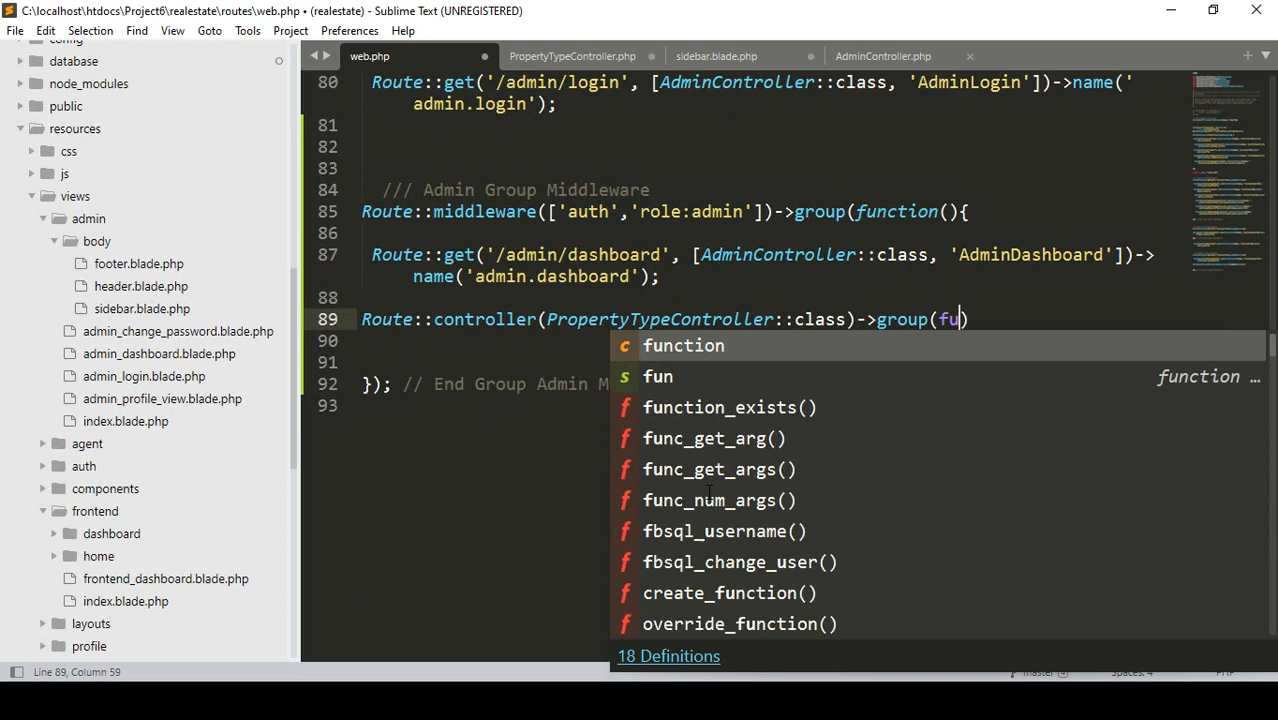 C:\localhost\htdocs\Project6\realestate\routes\web.php • (realestate) - Sublime Text (UNREGISTERED)
File Edit Selection Find View Goto Tools Project Preferences Help
config
database
node_modules
public
resources
css
js
views
admin
body
footer.blade.php
header.blade.php
sidebar.blade.php
admin_change_password.blade.php
admin_dashboard.blade.php
admin_login.blade.php
admin_profile_view.blade.php
index.blade.php
agent
auth
components
frontend
dashboard
home
frontend_dashboard.blade.php
index.blade.php
layouts
profile
web.php PropertyTypeController.php sidebar.blade.php AdminController.php
80 Route::get('/admin/login', [AdminController::class, 'AdminLogin'])->name('
admin.login');
81
82
83
84 /// Admin Group Middleware
85 Route::middleware(['auth','role:admin'])->group(function(){
86
87 Route::get('/admin/dashboard', [AdminController::class, 'AdminDashboard'])->
name('admin.dashboard');
88
89 Route::controller(PropertyTypeController::class)->group(fu)
90
91
92 }); // End Group Admin M
93
c function
s fun function …
f function_exists()
f func_get_arg()
f func_get_args()
f func_num_args()
f fbsql_username()
f fbsql_change_user()
f create_function()
f override_function()
18 Definitions
Line 89, Column 59
master Spaces: 4 PHP